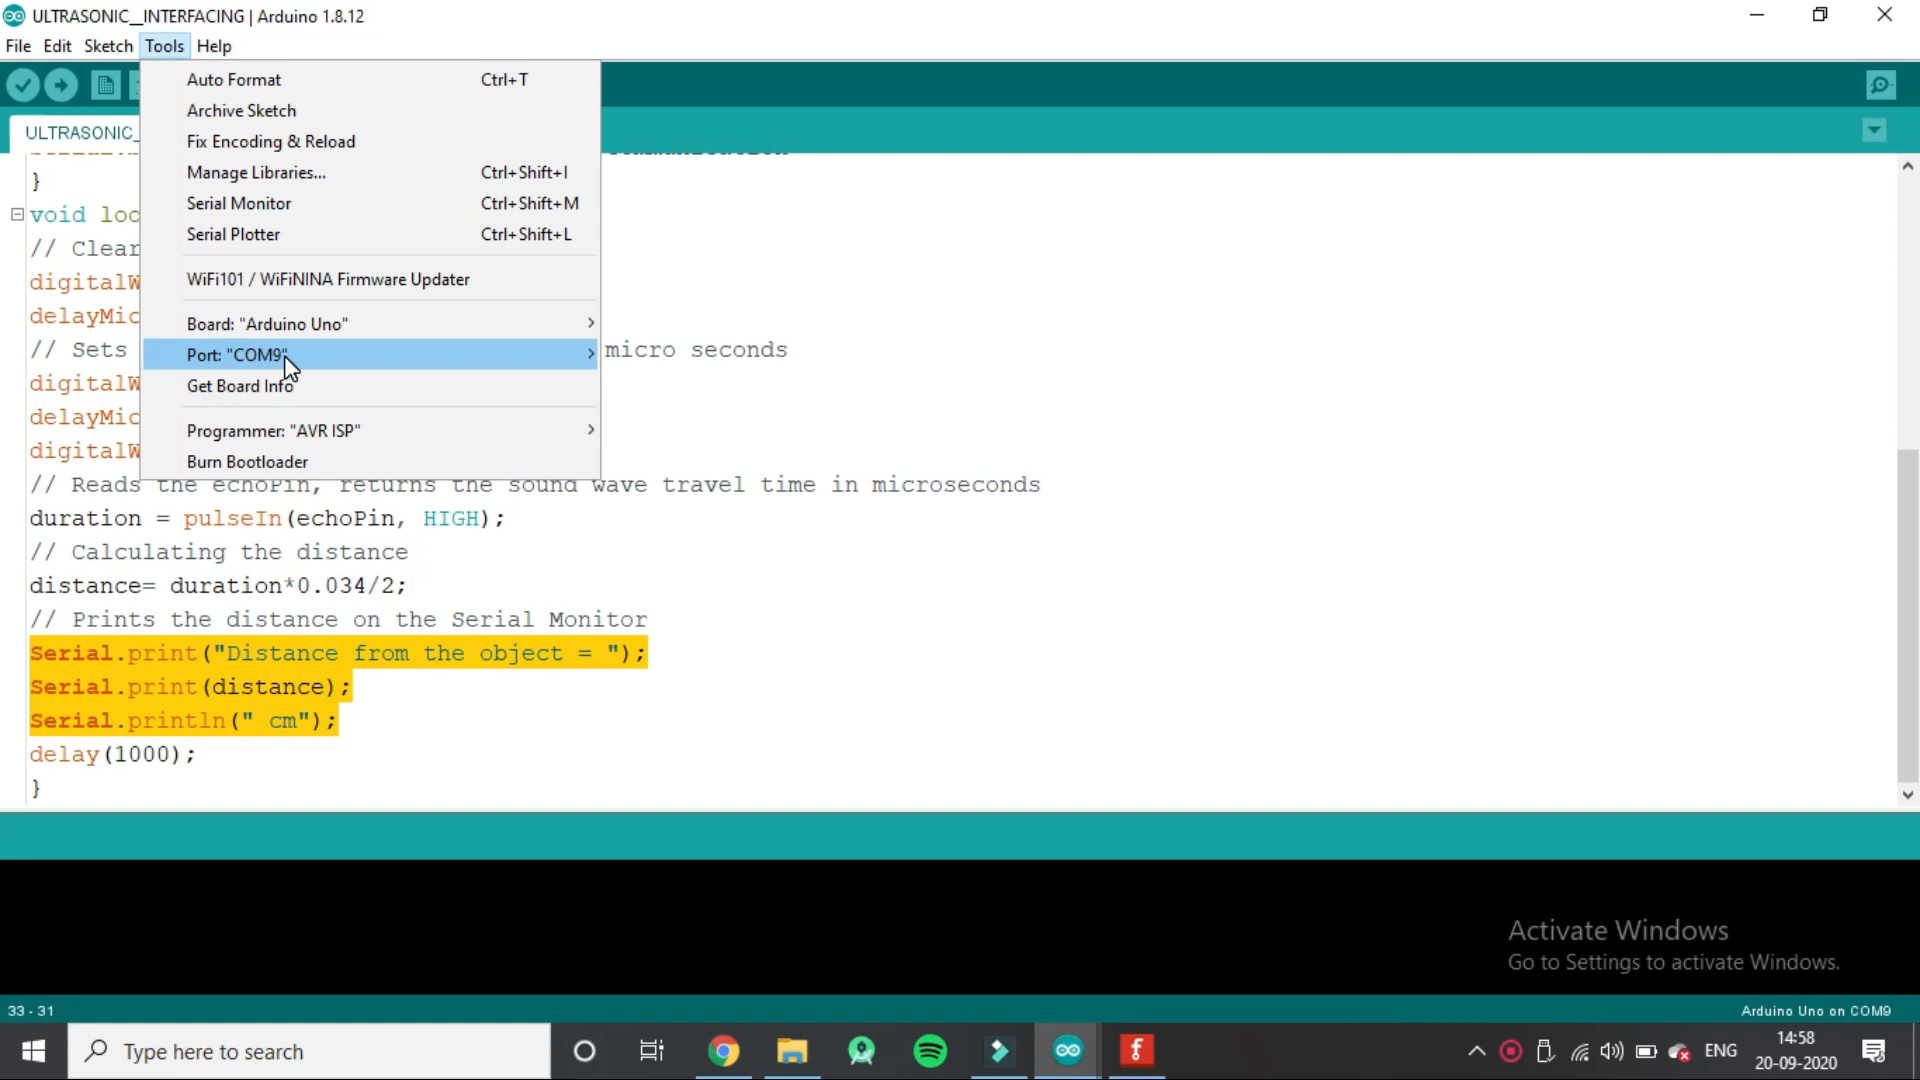 ULTRASONIC__INTERFACING | Arduino 1.8.12
File Edit Sketch Tools Help
ULTRASONIC_
Auto Format Ctrl+T
Archive Sketch
Fix Encoding & Reload
Manage Libraries... Ctrl+Shift+I
Serial Monitor Ctrl+Shift+M
Serial Plotter Ctrl+Shift+L
WiFi101 / WiFiNINA Firmware Updater
Board: "Arduino Uno"
Port: "COM9"
Get Board Info
Programmer: "AVR ISP"
Burn Bootloader
}
void loo
// Clear
digitalW
delayMic
// Sets micro seconds
digitalW
delayMic
digitalW
// Reads the echoPin, returns the sound wave travel time in microseconds
duration = pulseIn(echoPin, HIGH);
// Calculating the distance
distance= duration*0.034/2;
// Prints the distance on the Serial Monitor
Serial.print("Distance from the object = ");
Serial.print(distance);
Serial.println(" cm");
delay(1000);
}
Activate Windows
Go to Settings to activate Windows.
33 - 31
Arduino Uno on COM9
Type here to search
ENG
14:58
20-09-2020